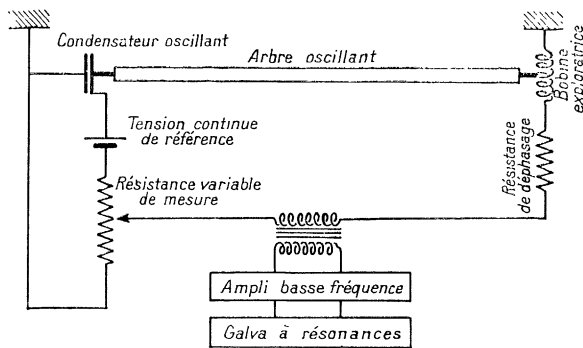 Condensateur oscillant
Arbre oscillant
Bobine
exploratrice
Tension continue
de référence
Résistance
de déphasage
Résistance variable
de mesure
Ampli basse fréquence
Galva à résonances